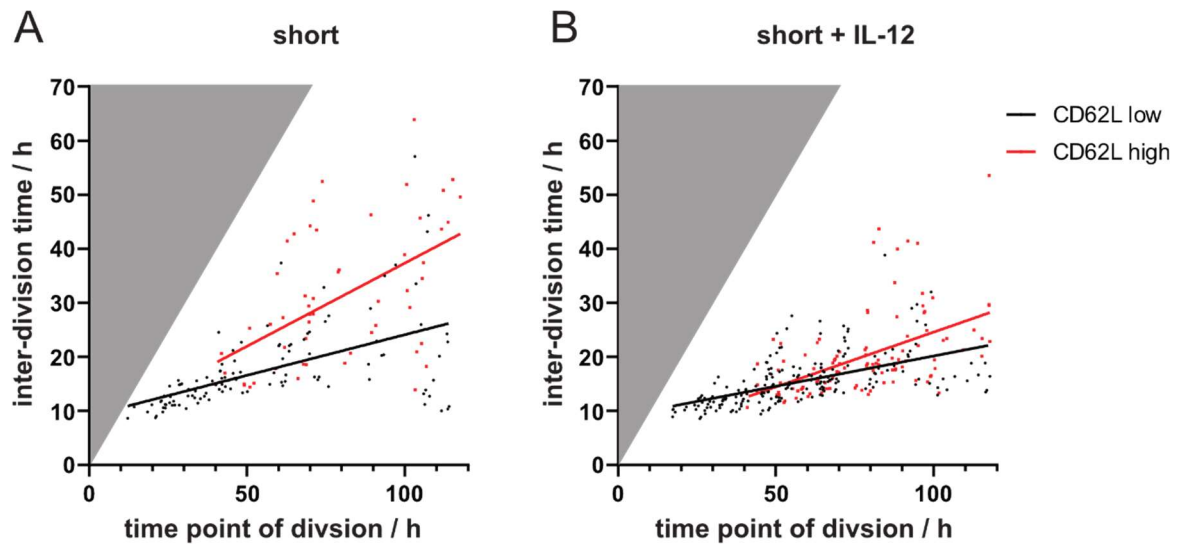 A
short
B
short + IL-12
70
60
50
40
30
20
10
0
0
50
100
inter-division time / h
time point of divsion / h
70
60
50
40
30
20
10
0
0
50
100
inter-division time / h
time point of divsion / h
CD62L low
CD62L high